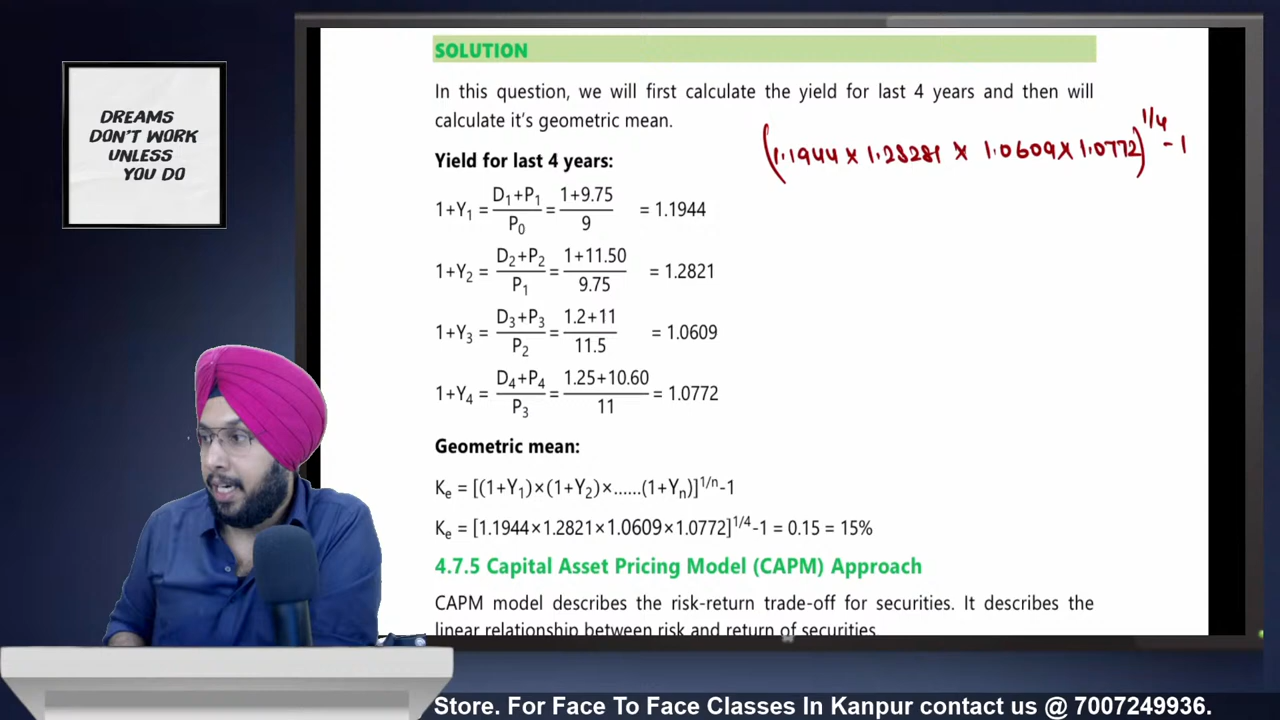 DREAMS
DON'T WORK
UNLESS
YOU DO
SOLUTION
In this question, we will first calculate the yield for last 4 years and then will
calculate it's geometric mean.
(1.1944 x 1.28281 x 1.0609 x 1.0772)^1/4 - 1
Yield for last 4 years:
1+Y₁ = (D₁+P₁)/P₀ = (1+9.75)/9 = 1.1944
1+Y₂ = (D₂+P₂)/P₁ = (1+11.50)/9.75 = 1.2821
1+Y₃ = (D₃+P₃)/P₂ = (1.2+11)/11.5 = 1.0609
1+Y₄ = (D₄+P₄)/P₃ = (1.25+10.60)/11 = 1.0772
Geometric mean:
Kₑ = [(1+Y₁)×(1+Y₂)×......(1+Yₙ)]^1/n-1
Kₑ = [1.1944×1.2821×1.0609×1.0772]^1/4-1 = 0.15 = 15%
4.7.5 Capital Asset Pricing Model (CAPM) Approach
CAPM model describes the risk-return trade-off for securities. It describes the
linear relationship between risk and return of securities
Store. For Face To Face Classes In Kanpur contact us @ 7007249936.